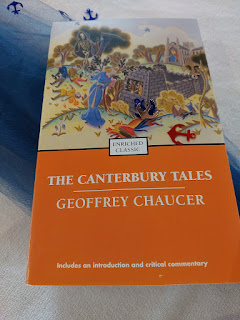 ENRICHED
CLASSIC
THE CANTERBURY TALES
GEOFFREY CHAUCER
Includes an introduction and critical commentary